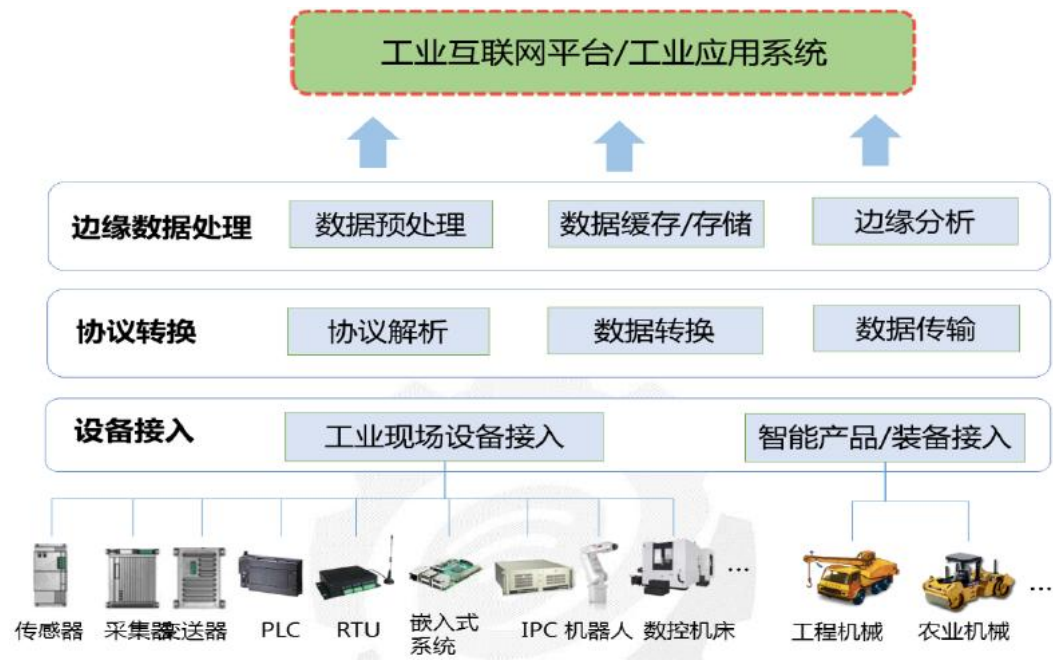 工业互联网平台/工业应用系统
边缘数据处理
数据预处理
数据缓存/存储
边缘分析
协议转换
协议解析
数据转换
数据传输
设备接入
工业现场设备接入
智能产品/装备接入
...
...
传感器
采集器
变送器
PLC
RTU
嵌入式
系统
IPC
机器人
数控机床
工程机械
农业机械